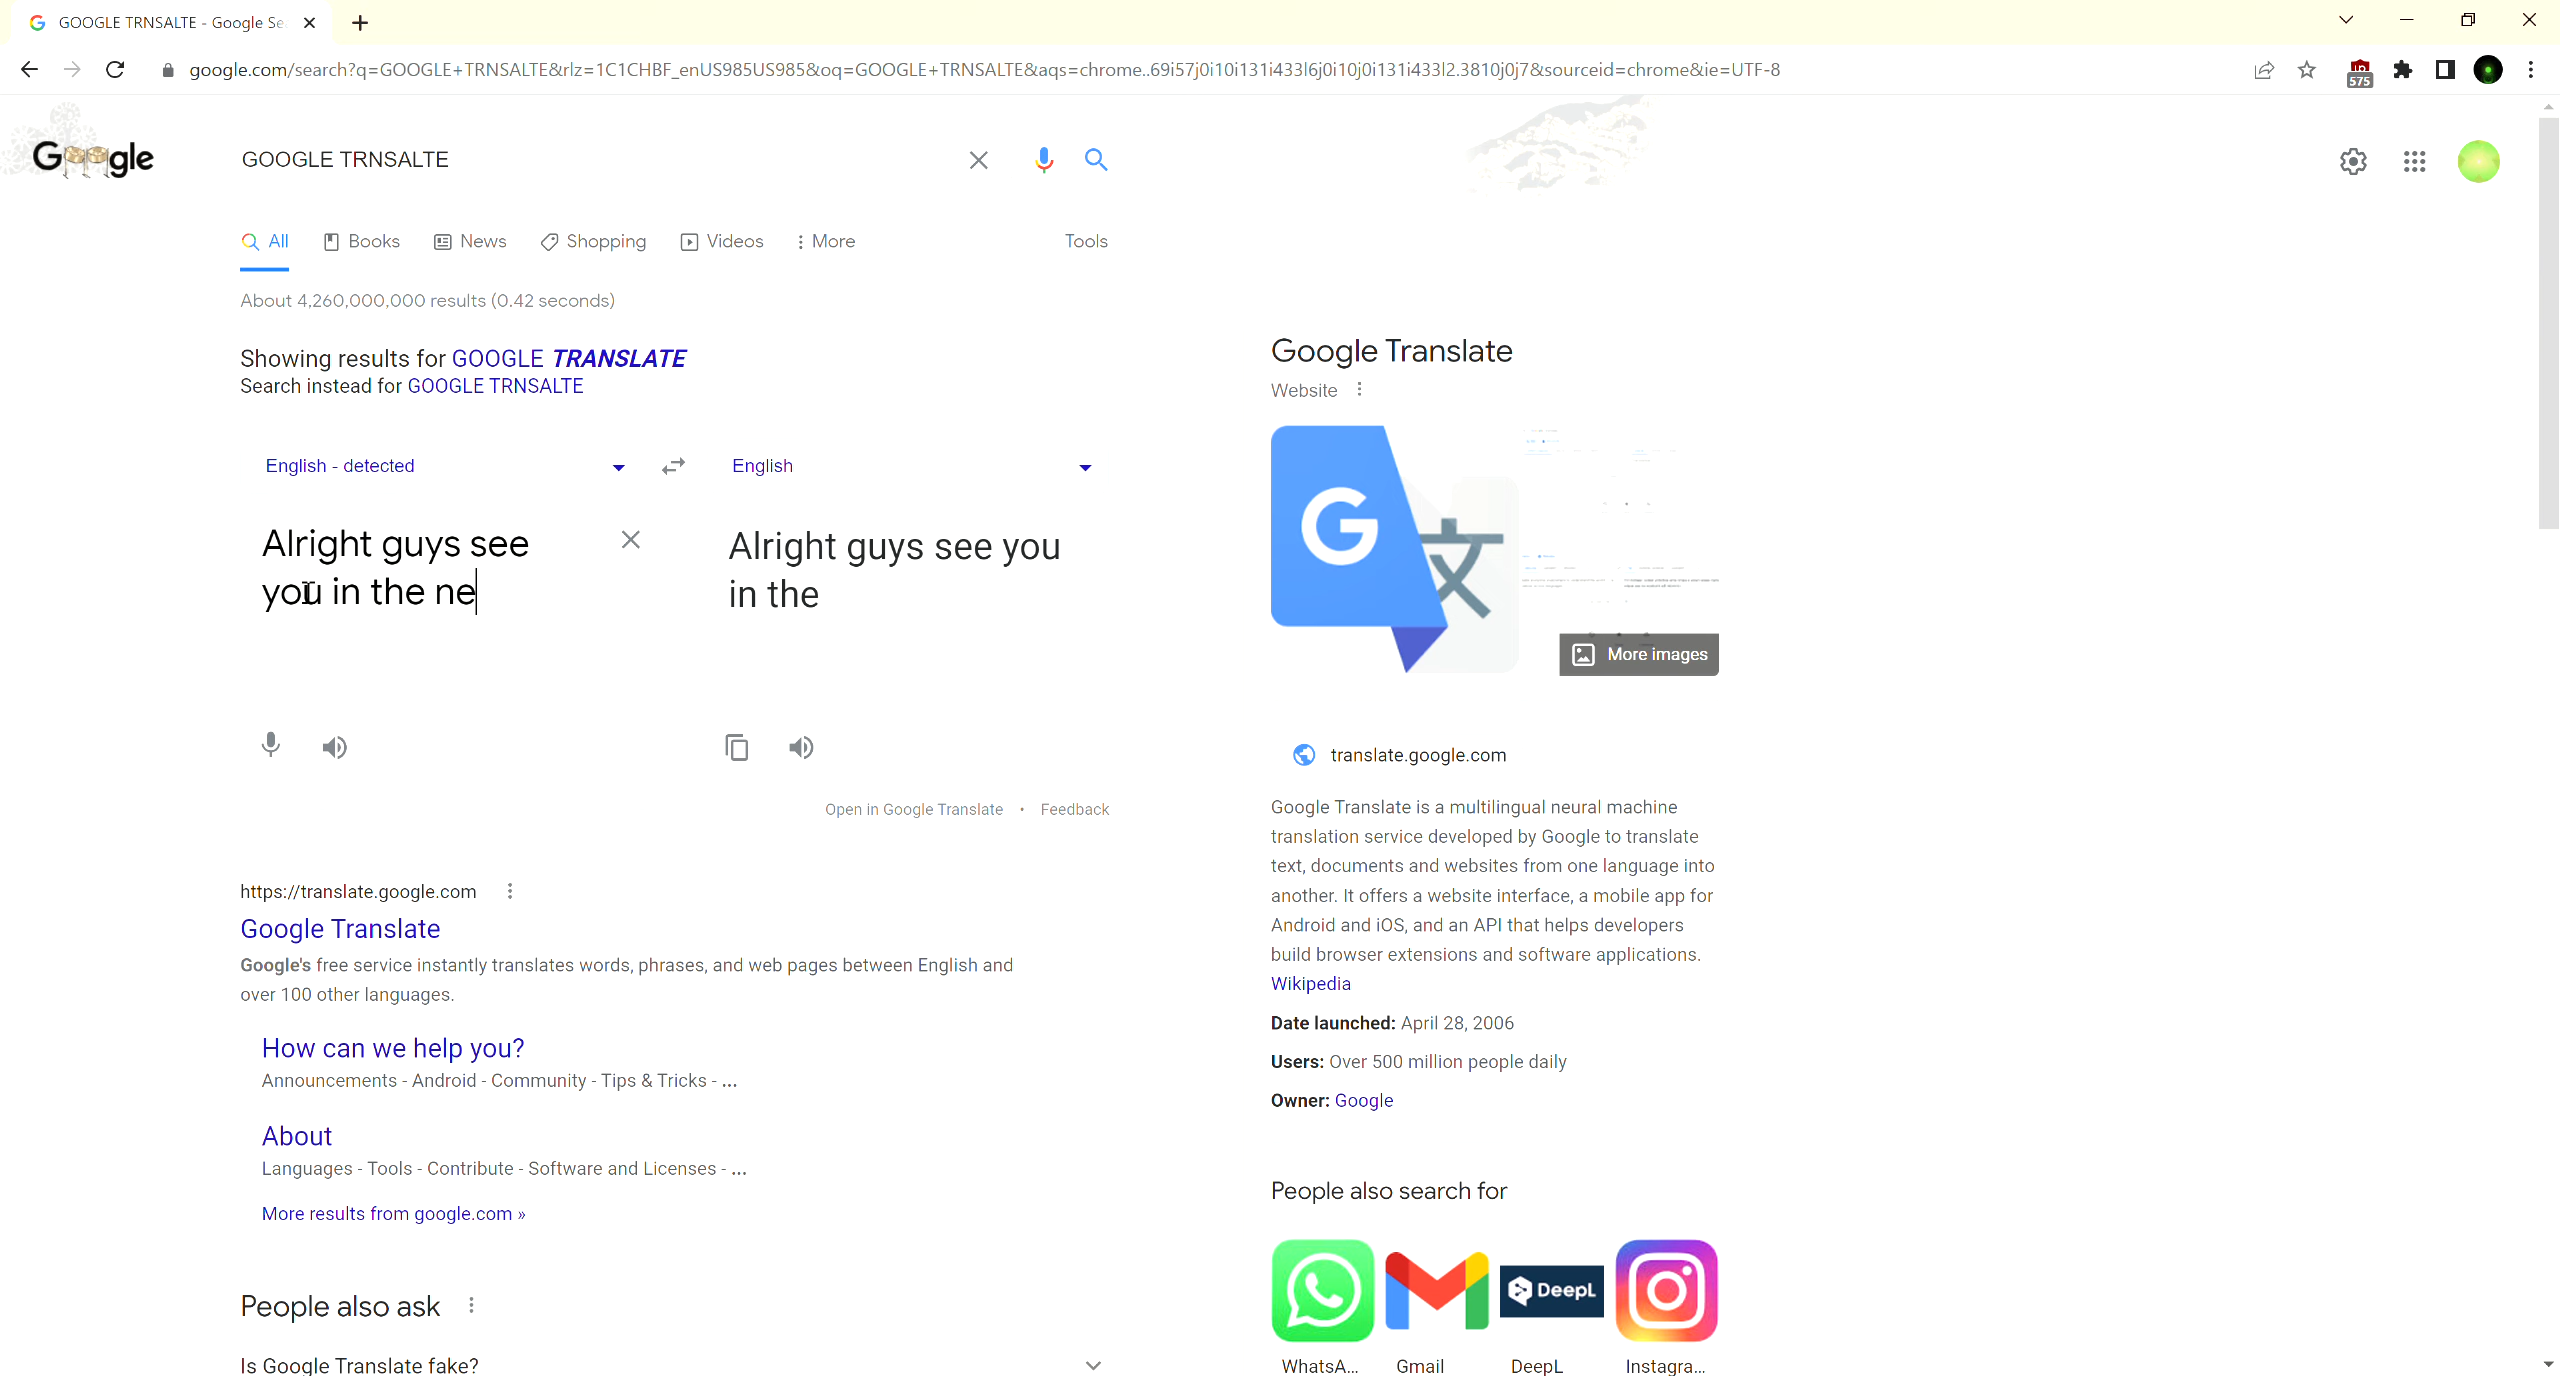 GOOGLE TRNSALTE - Google Se
google.com/search?q=GOOGLE+TRNSALTE&rlz=1C1CHBF_enUS985US985&oq=GOOGLE+TRNSALTE&aqs=chrome..69i57j0i10i131i433l6j0i10j0i131i433l2.3810j0j7&sourceid=chrome&ie=UTF-8
575
Google
GOOGLE TRNSALTE
All Books News Shopping Videos More Tools
About 4,260,000,000 results (0.42 seconds)
Showing results for GOOGLE TRANSLATE
Search instead for GOOGLE TRNSALTE
English - detected
English
Alright guys see
you in the ne
Alright guys see you
in the
Open in Google Translate • Feedback
https://translate.google.com
Google Translate
Google's free service instantly translates words, phrases, and web pages between English and
over 100 other languages.
How can we help you?
Announcements - Android - Community - Tips & Tricks - ...
About
Languages - Tools - Contribute - Software and Licenses - ...
More results from google.com »
People also ask
Is Google Translate fake?
Google Translate
Website
G
文
More images
translate.google.com
Google Translate is a multilingual neural machine
translation service developed by Google to translate
text, documents and websites from one language into
another. It offers a website interface, a mobile app for
Android and iOS, and an API that helps developers
build browser extensions and software applications.
Wikipedia
Date launched: April 28, 2006
Users: Over 500 million people daily
Owner: Google
People also search for
DeepL
WhatsA... Gmail DeepL Instagra...